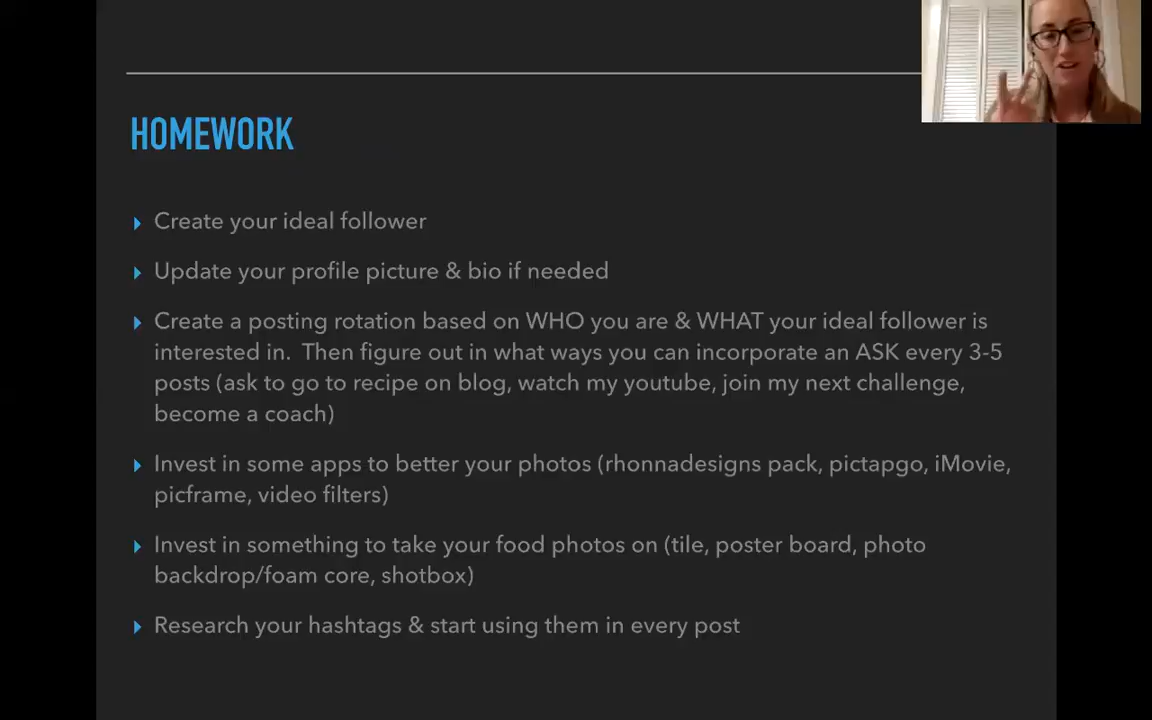 HOMEWORK
Create your ideal follower
Update your profile picture & bio if needed
Create a posting rotation based on WHO you are & WHAT your ideal follower is
interested in.  Then figure out in what ways you can incorporate an ASK every 3-5
posts (ask to go to recipe on blog, watch my youtube, join my next challenge,
become a coach)
Invest in some apps to better your photos (rhonnadesigns pack, pictapgo, iMovie,
picframe, video filters)
Invest in something to take your food photos on (tile, poster board, photo
backdrop/foam core, shotbox)
Research your hashtags & start using them in every post